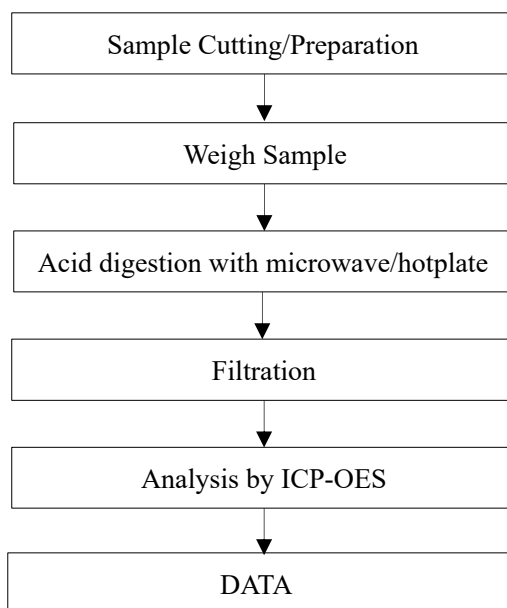 Sample Cutting/Preparation
Weigh Sample
Acid digestion with microwave/hotplate
Filtration
Analysis by ICP-OES
DATA